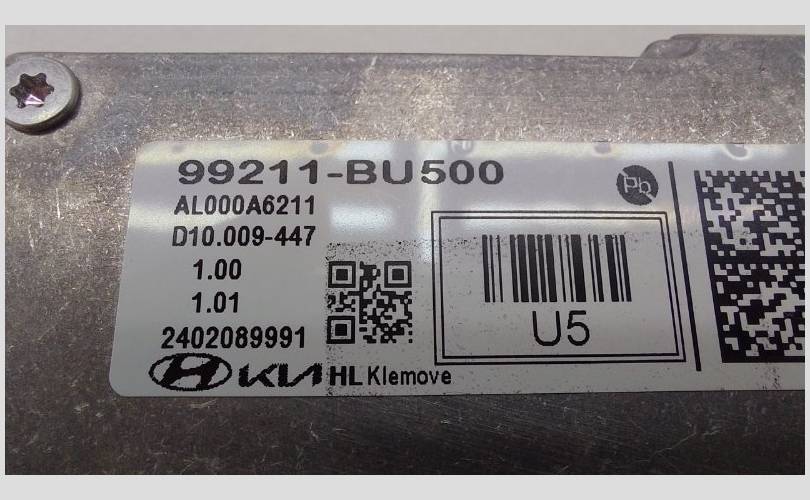 99211-BU500
Pb
AL000A6211
D10.009-447
1.00
1.01
2402089991
U5
KIA HL Klemove